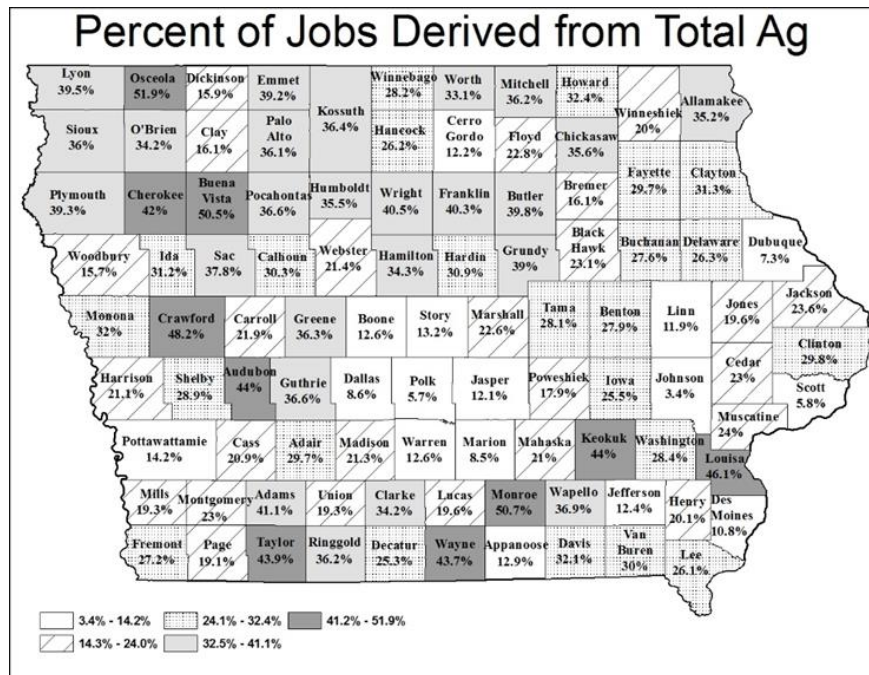 Percent of Jobs Derived from Total Ag
Lyon
39.5%
Osceola
51.9%
Dickinson
15.9%
Emmet
39.2%
Kossuth
36.4%
Winnebago
28.2%
Worth
33.1%
Mitchell
36.2%
Howard
32.4%
Winneshiek
20%
Allamakee
35.2%
Sioux
36%
O'Brien
34.2%
Clay
16.1%
Palo
Alto
36.1%
Hancock
26.2%
Cerro
Gordo
12.2%
Floyd
22.8%
Chickasaw
35.6%
Fayette
29.7%
Clayton
31.3%
Plymouth
39.3%
Cherokee
42%
Buena
Vista
50.5%
Pocahontas
36.6%
Humboldt
35.5%
Wright
40.5%
Franklin
40.3%
Butler
39.8%
Bremer
16.1%
Woodbury
15.7%
Ida
31.2%
Sac
37.8%
Calhoun
30.3%
Webster
21.4%
Hamilton
34.3%
Hardin
30.9%
Grundy
39%
Black
Hawk
23.1%
Buchanan
27.6%
Delaware
26.3%
Dubuque
7.3%
Monona
32%
Crawford
48.2%
Carroll
21.9%
Greene
36.3%
Boone
12.6%
Story
13.2%
Marshall
22.6%
Tama
28.1%
Benton
27.9%
Linn
11.9%
Jones
19.6%
Jackson
23.6%
Clinton
29.8%
Harrison
21.1%
Shelby
28.9%
Audubon
44%
Guthrie
36.6%
Dallas
8.6%
Polk
5.7%
Jasper
12.1%
Poweshiek
17.9%
Iowa
25.5%
Johnson
3.4%
Cedar
23%
Scott
5.8%
Muscatine
24%
Pottawattamie
14.2%
Cass
20.9%
Adair
29.7%
Madison
21.3%
Warren
12.6%
Marion
8.5%
Mahaska
21%
Keokuk
44%
Washington
28.4%
Louisa
46.1%
Mills
19.3%
Montgomery
23%
Adams
41.1%
Union
19.3%
Clarke
34.2%
Lucas
19.6%
Monroe
50.7%
Wapello
36.9%
Jefferson
12.4%
Henry
20.1%
Des
Moines
10.8%
Fremont
27.2%
Page
19.1%
Taylor
43.9%
Ringgold
36.2%
Decatur
25.3%
Wayne
43.7%
Appanoose
12.9%
Davis
32.1%
Van
Buren
30%
Lee
26.1%
3.4% - 14.2%
24.1% - 32.4%
41.2% - 51.9%
14.3% - 24.0%
32.5% - 41.1%